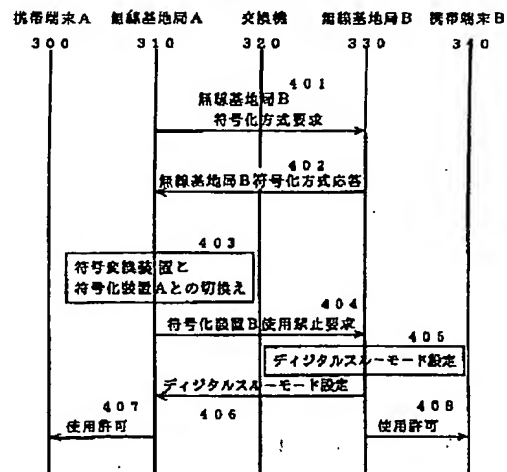 携帯端末A 無線基地局A 交換機 無線基地局B 携帯端末B
300 310 320 330 340
401
無線基地局B
符号化方式要求
402
無線基地局B符号化方式応答
403
符号変換装置と
符号化装置Aとの切換え
404
符号化装置B使用禁止要求
405
ディジタルスルーモード設定
ディジタルスルーモード設定
406
407
使用許可
408
使用許可